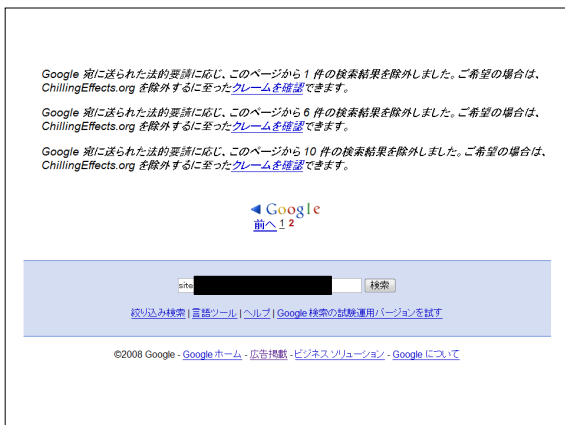 Google 宛に送られた法的要請に応じ、このページから 1 件の検索結果を除外しました。ご希望の場合は、
ChillingEffects.org を除外するに至ったクレームを確認できます。
Google 宛に送られた法的要請に応じ、このページから 6 件の検索結果を除外しました。ご希望の場合は、
ChillingEffects.org を除外するに至ったクレームを確認できます。
Google 宛に送られた法的要請に応じ、このページから 10 件の検索結果を除外しました。ご希望の場合は、
ChillingEffects.org を除外するに至ったクレームを確認できます。
◄ Google
前へ 1 2
site 検索
絞り込み検索 | 言語ツール | ヘルプ | Google 検索の試験運用バージョンを試す
©2008 Google - Google ホーム - 広告掲載 - ビジネス ソリューション - Google について